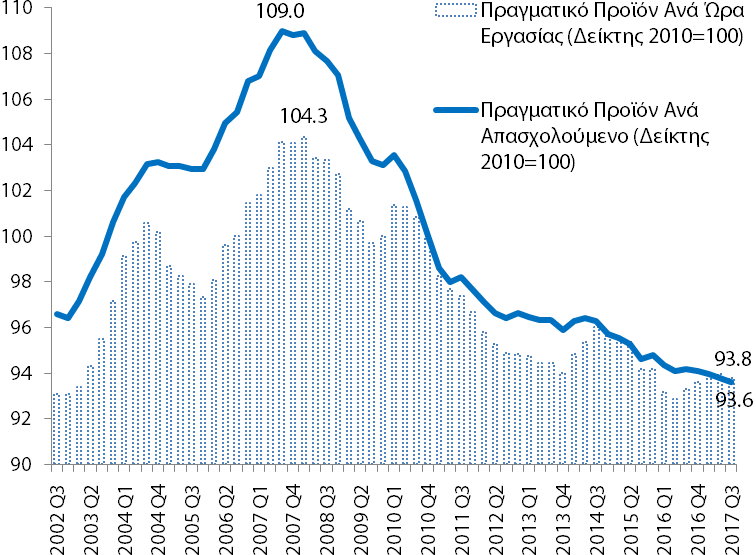 110
108
106
104
102
100
98
96
94
92
90
109.0
104.3
93.8
93.6
Πραγματικό Προϊόν Ανά Ώρα
Εργασίας (Δείκτης 2010=100)
Πραγματικό Προϊόν Ανά
Απασχολούμενο (Δείκτης
2010=100)
2002 Q3
2003 Q2
2004 Q1
2004 Q4
2005 Q3
2006 Q2
2007 Q1
2007 Q4
2008 Q3
2009 Q2
2010 Q1
2010 Q4
2011 Q3
2012 Q2
2013 Q1
2013 Q4
2014 Q3
2015 Q2
2016 Q1
2016 Q4
2017 Q3